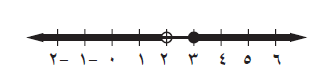 ٢– ١– ٠ ١ ٢ ٣ ٤ ٥ ٦